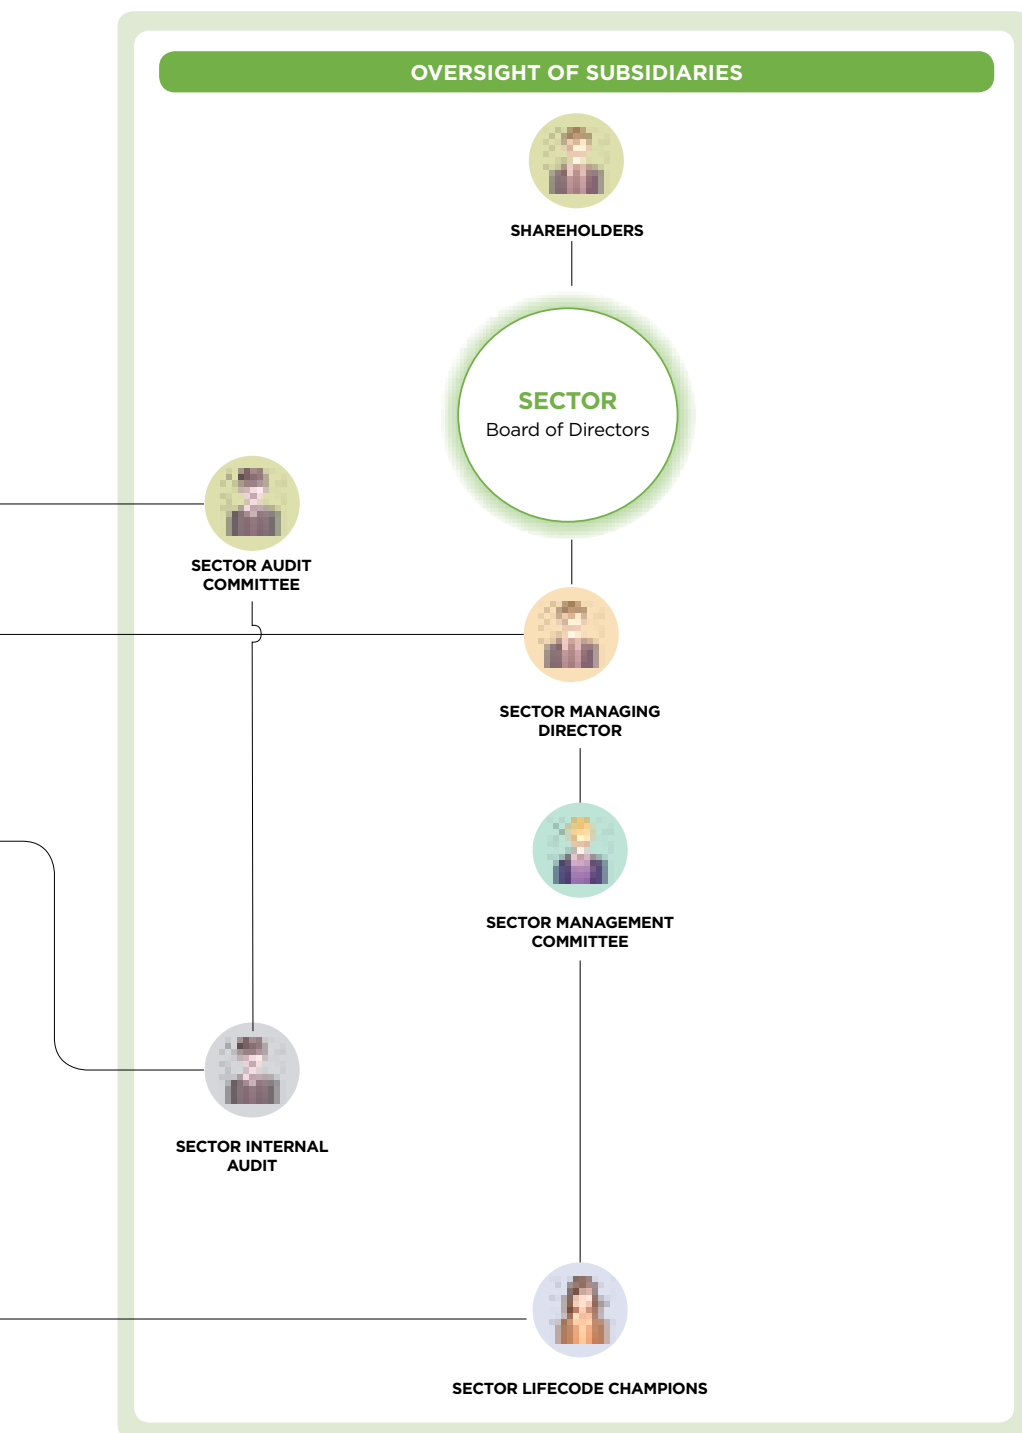 OVERSIGHT OF SUBSIDIARIES
SHAREHOLDERS
SECTOR
Board of Directors
SECTOR AUDIT
COMMITTEE
SECTOR MANAGING
DIRECTOR
SECTOR MANAGEMENT
COMMITTEE
SECTOR INTERNAL
AUDIT
SECTOR LIFECODE CHAMPIONS